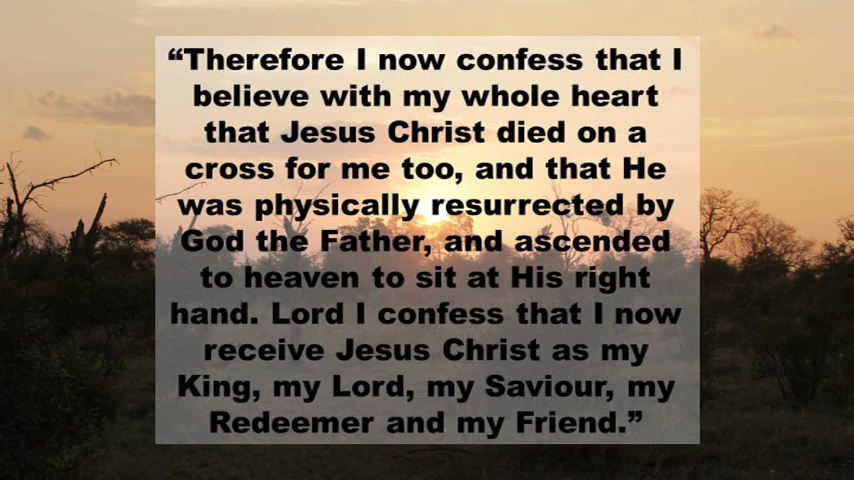 “Therefore I now confess that I
believe with my whole heart
that Jesus Christ died on a
cross for me too, and that He
was physically resurrected by
God the Father, and ascended
to heaven to sit at His right
hand. Lord I confess that I now
receive Jesus Christ as my
King, my Lord, my Saviour, my
Redeemer and my Friend.”